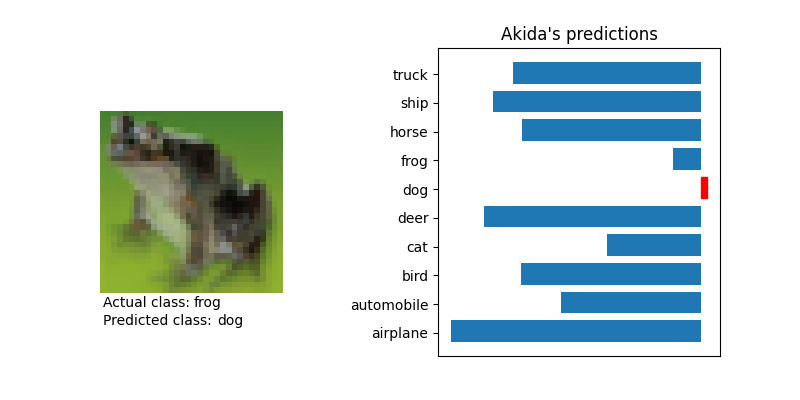 Akida's predictions
truck
ship
horse
frog
dog
deer
cat
bird
automobile
airplane
Actual class: frog
Predicted class: dog